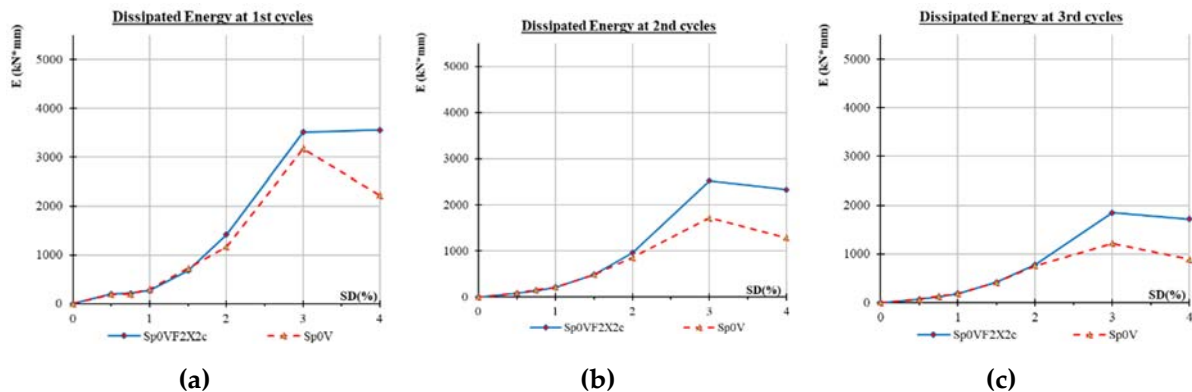 Dissipated Energy at 1st cycles
E (kN*mm)
5000
4000
3000
2000
1000
0
0 1 2 3 4
SD(%)
Sp0VF2X2c Sp0V
(a)
Dissipated Energy at 2nd cycles
E (kN*mm)
5000
4000
3000
2000
1000
0
0 1 2 3 4
SD(%)
Sp0VF2X2c Sp0V
(b)
Dissipated Energy at 3rd cycles
E (kN*mm)
5000
4000
3000
2000
1000
0
0 1 2 3 4
SD(%)
Sp0VF2X2c Sp0V
(c)